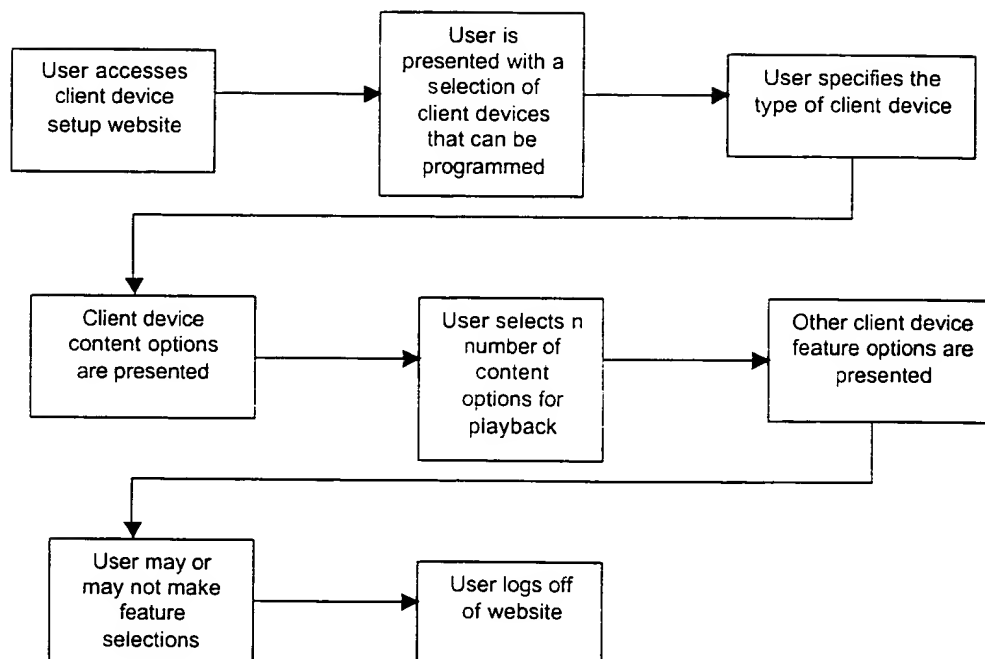 User accesses
client device
setup website
User is
presented with a
selection of
client devices
that can be
programmed
User specifies the
type of client device
Client device
content options
are presented
User selects n
number of
content
options for
playback
Other client device
feature options are
presented
User may or
may not make
feature
selections
User logs off
of website